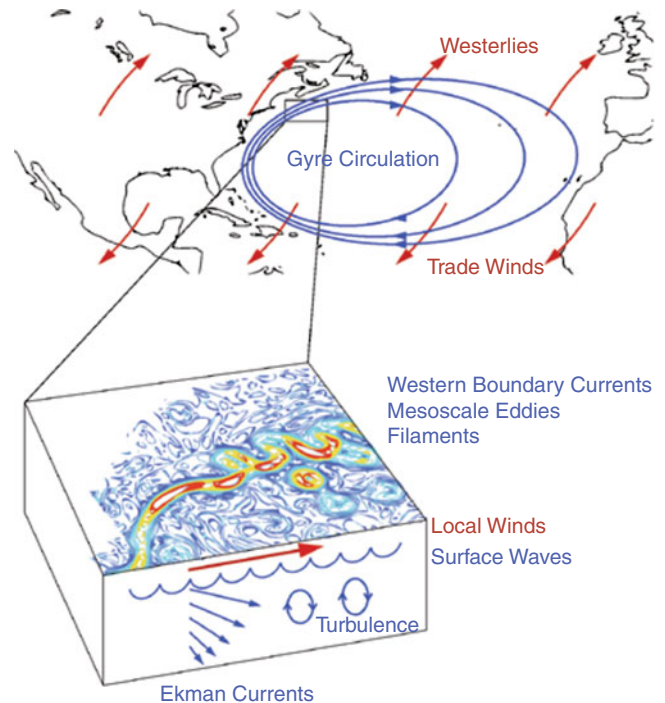 Westerlies
Gyre Circulation
Trade Winds
Western Boundary Currents
Mesoscale Eddies
Filaments
Local Winds
Surface Waves
Turbulence
Ekman Currents